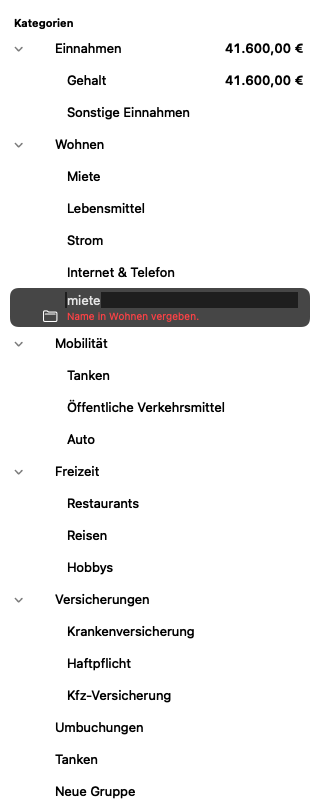 Kategorien
Einnahmen 41.600,00 €
Gehalt 41.600,00 €
Sonstige Einnahmen
Wohnen
Miete
Lebensmittel
Strom
Internet & Telefon
miete
Name in Wohnen vergeben.
Mobilität
Tanken
Öffentliche Verkehrsmittel
Auto
Freizeit
Restaurants
Reisen
Hobbys
Versicherungen
Krankenversicherung
Haftpflicht
Kfz-Versicherung
Umbuchungen
Tanken
Neue Gruppe